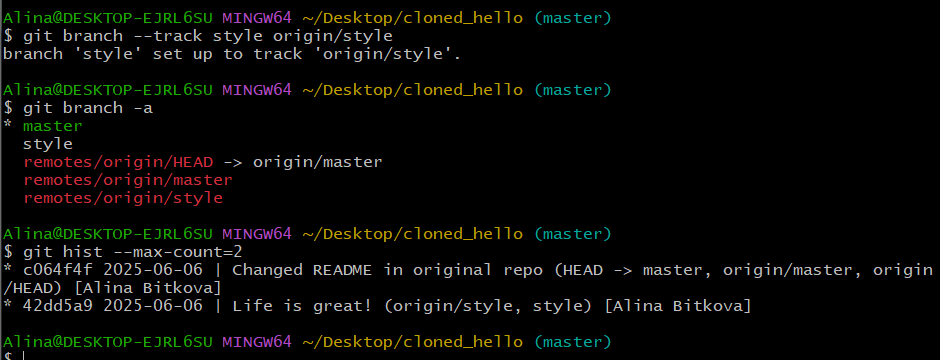 Alina@DESKTOP-EJRL6SU MINGW64 ~/Desktop/cloned_hello (master)
$ git branch --track style origin/style
branch 'style' set up to track 'origin/style'.
Alina@DESKTOP-EJRL6SU MINGW64 ~/Desktop/cloned_hello (master)
$ git branch -a
* master
  style
  remotes/origin/HEAD -> origin/master
  remotes/origin/master
  remotes/origin/style
Alina@DESKTOP-EJRL6SU MINGW64 ~/Desktop/cloned_hello (master)
$ git hist --max-count=2
* c064f4f 2025-06-06 | Changed README in original repo (HEAD -> master, origin/master, origin
/HEAD) [Alina Bitkova]
* 42dd5a9 2025-06-06 | Life is great! (origin/style, style) [Alina Bitkova]
Alina@DESKTOP-EJRL6SU MINGW64 ~/Desktop/cloned_hello (master)
$